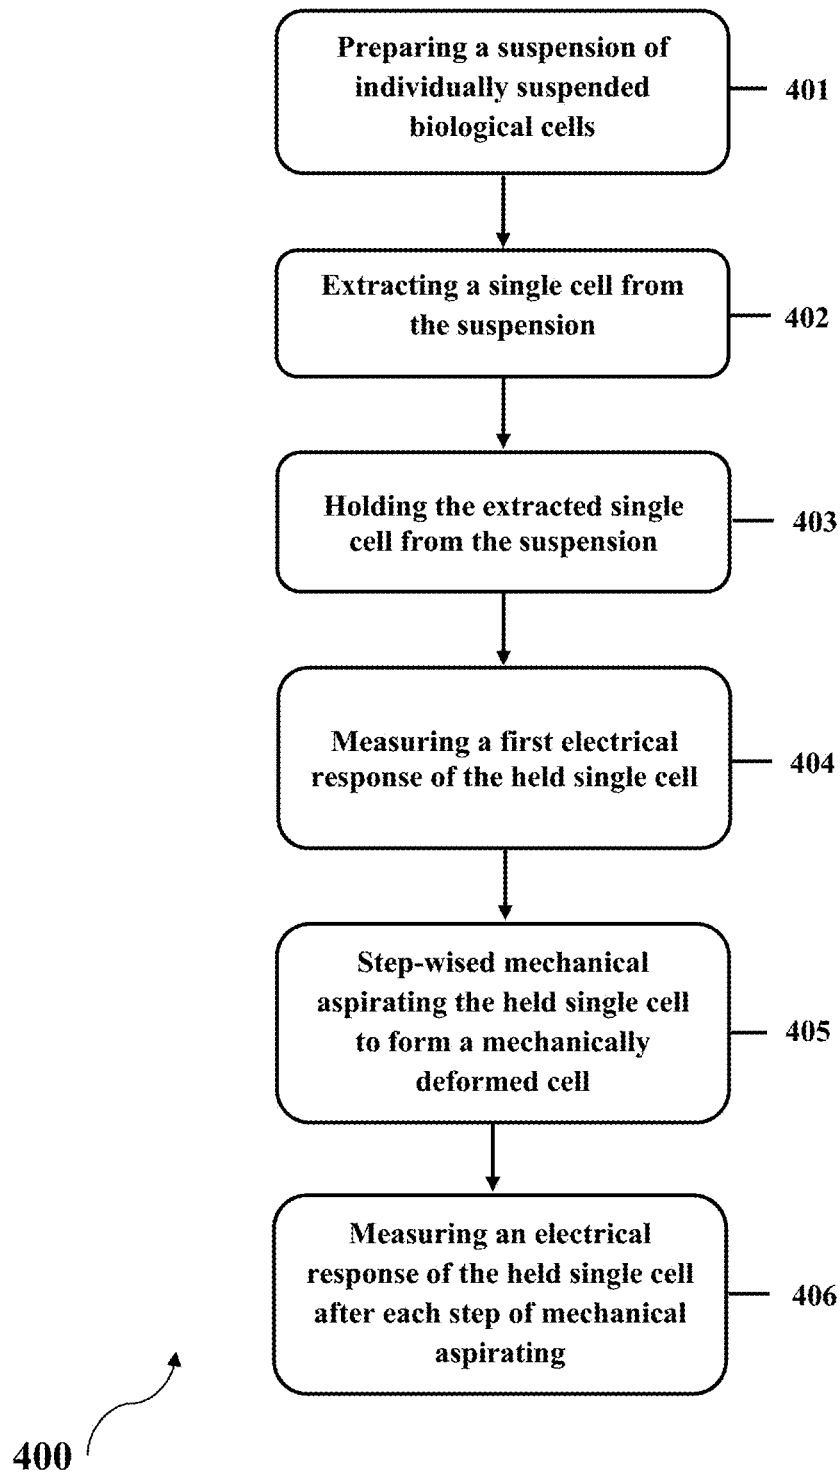 Preparing a suspension of
individually suspended
biological cells
401
Extracting a single cell from
the suspension
402
Holding the extracted single
cell from the suspension
403
Measuring a first electrical
response of the held single cell
404
Step-wised mechanical
aspirating the held single cell
to form a mechanically
deformed cell
405
Measuring an electrical
response of the held single cell
after each step of mechanical
aspirating
406
400